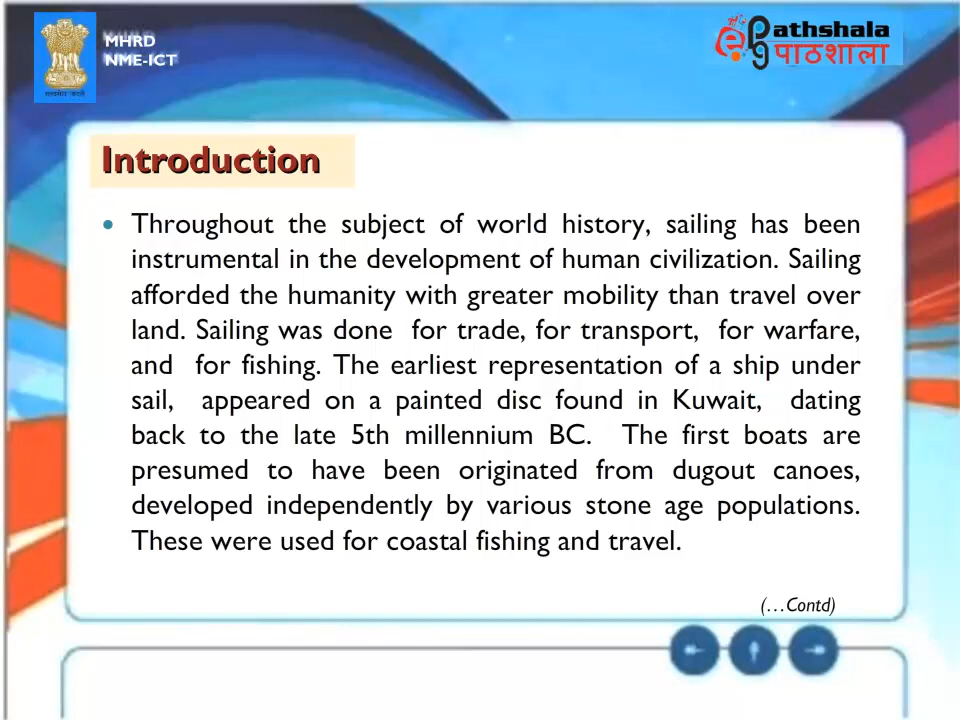 MHRD
NME-ICT
ePathshala
पाठशाला
Introduction
• Throughout the subject of world history, sailing has been
instrumental in the development of human civilization. Sailing
afforded the humanity with greater mobility than travel over
land. Sailing was done for trade, for transport, for warfare,
and for fishing. The earliest representation of a ship under
sail, appeared on a painted disc found in Kuwait, dating
back to the late 5th millennium BC. The first boats are
presumed to have been originated from dugout canoes,
developed independently by various stone age populations.
These were used for coastal fishing and travel.
(...Contd)